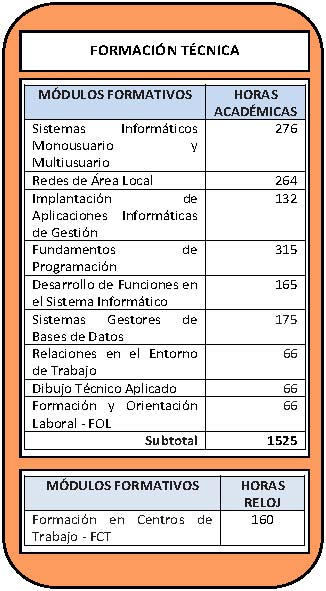 FORMACIÓN TÉCNICA
MÓDULOS FORMATIVOS HORAS
ACADÉMICAS
Sistemas Informáticos 276
Monousuario y
Multiusuario
Redes de Área Local 264
Implantación de 132
Aplicaciones Informáticas
de Gestión
Fundamentos de 315
Programación
Desarrollo de Funciones en 165
el Sistema Informático
Sistemas Gestores de 175
Bases de Datos
Relaciones en el Entorno 66
de Trabajo
Dibujo Técnico Aplicado 66
Formación y Orientación 66
Laboral - FOL
Subtotal 1525
MÓDULOS FORMATIVOS HORAS
RELOJ
Formación en Centros de 160
Trabajo - FCT